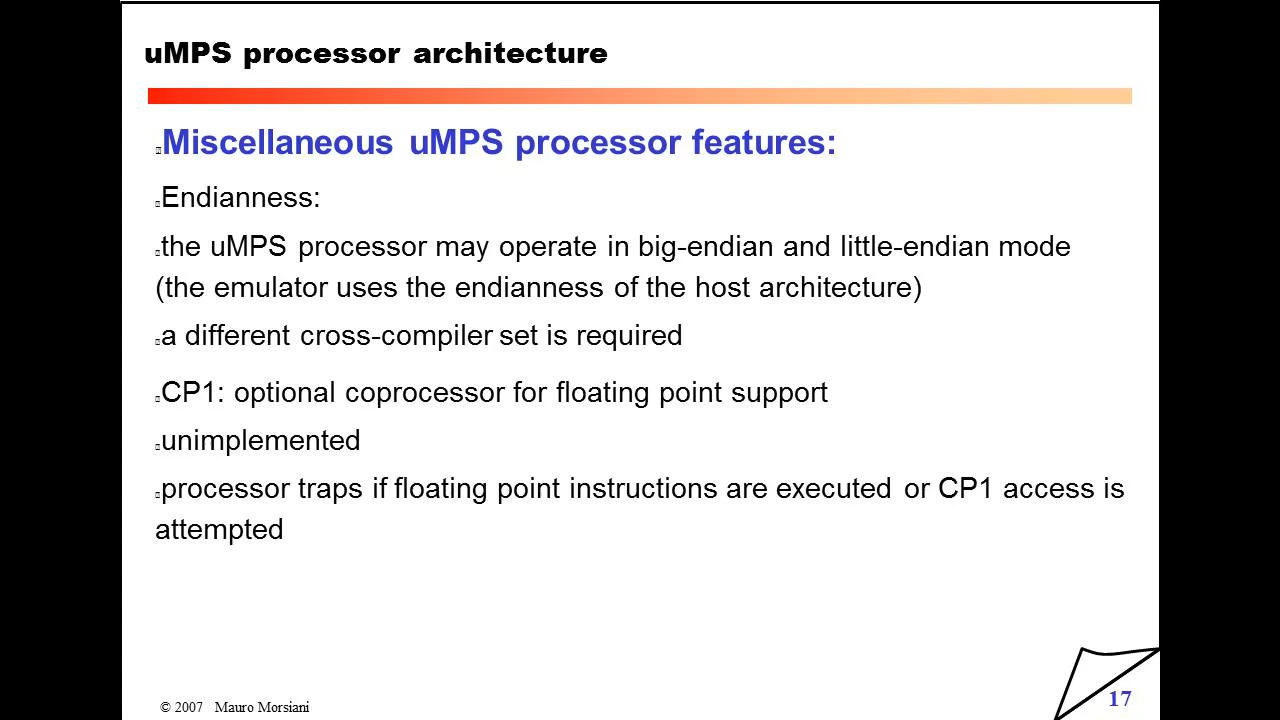 uMPS processor architecture
Miscellaneous uMPS processor features:
Endianness:
the uMPS processor may operate in big-endian and little-endian mode
(the emulator uses the endianness of the host architecture)
a different cross-compiler set is required
CP1: optional coprocessor for floating point support
unimplemented
processor traps if floating point instructions are executed or CP1 access is
attempted
© 2007 Mauro Morsiani
17